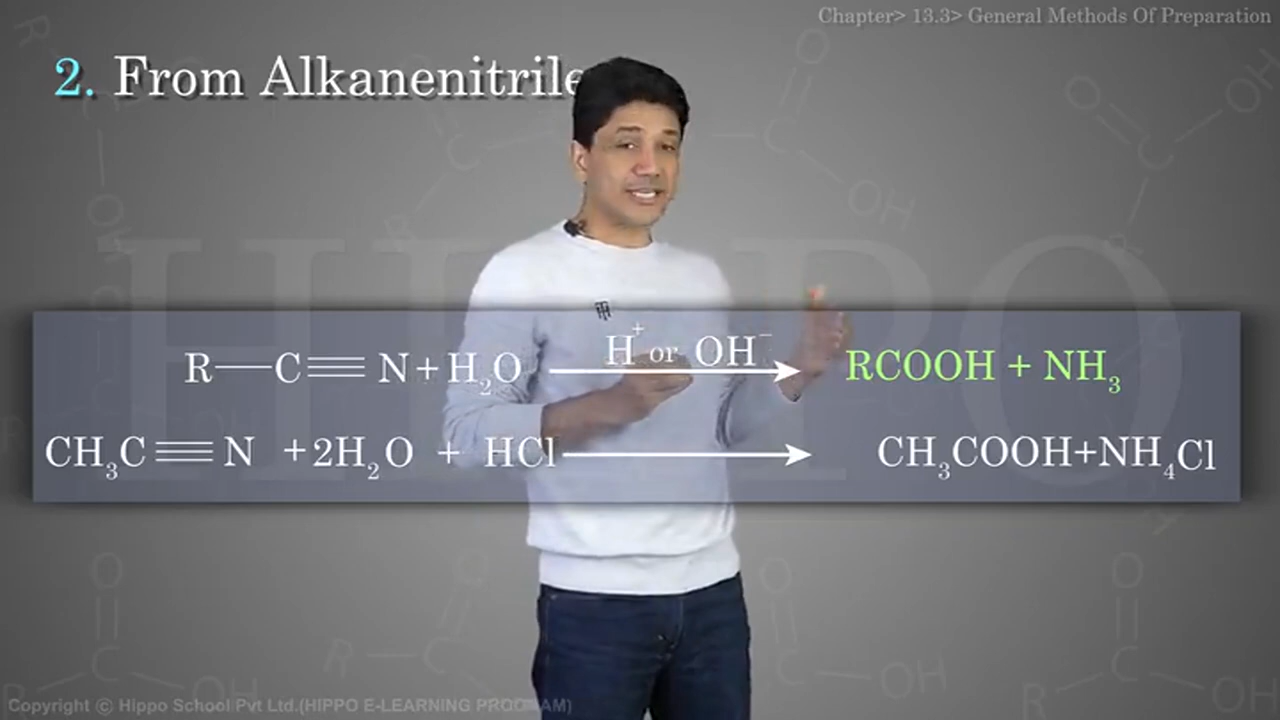 Chapter> 13.3> General Methods Of Preparation
2. From Alkanenitrile
HIPPO
R—C≡N + H₂O H⁺ or OH⁻ → RCOOH + NH₃
CH₃C≡N + 2H₂O + HCl → CH₃COOH+NH₄Cl
Copyright © Hippo School Pvt Ltd.(HIPPO E-LEARNING PROGRAM)